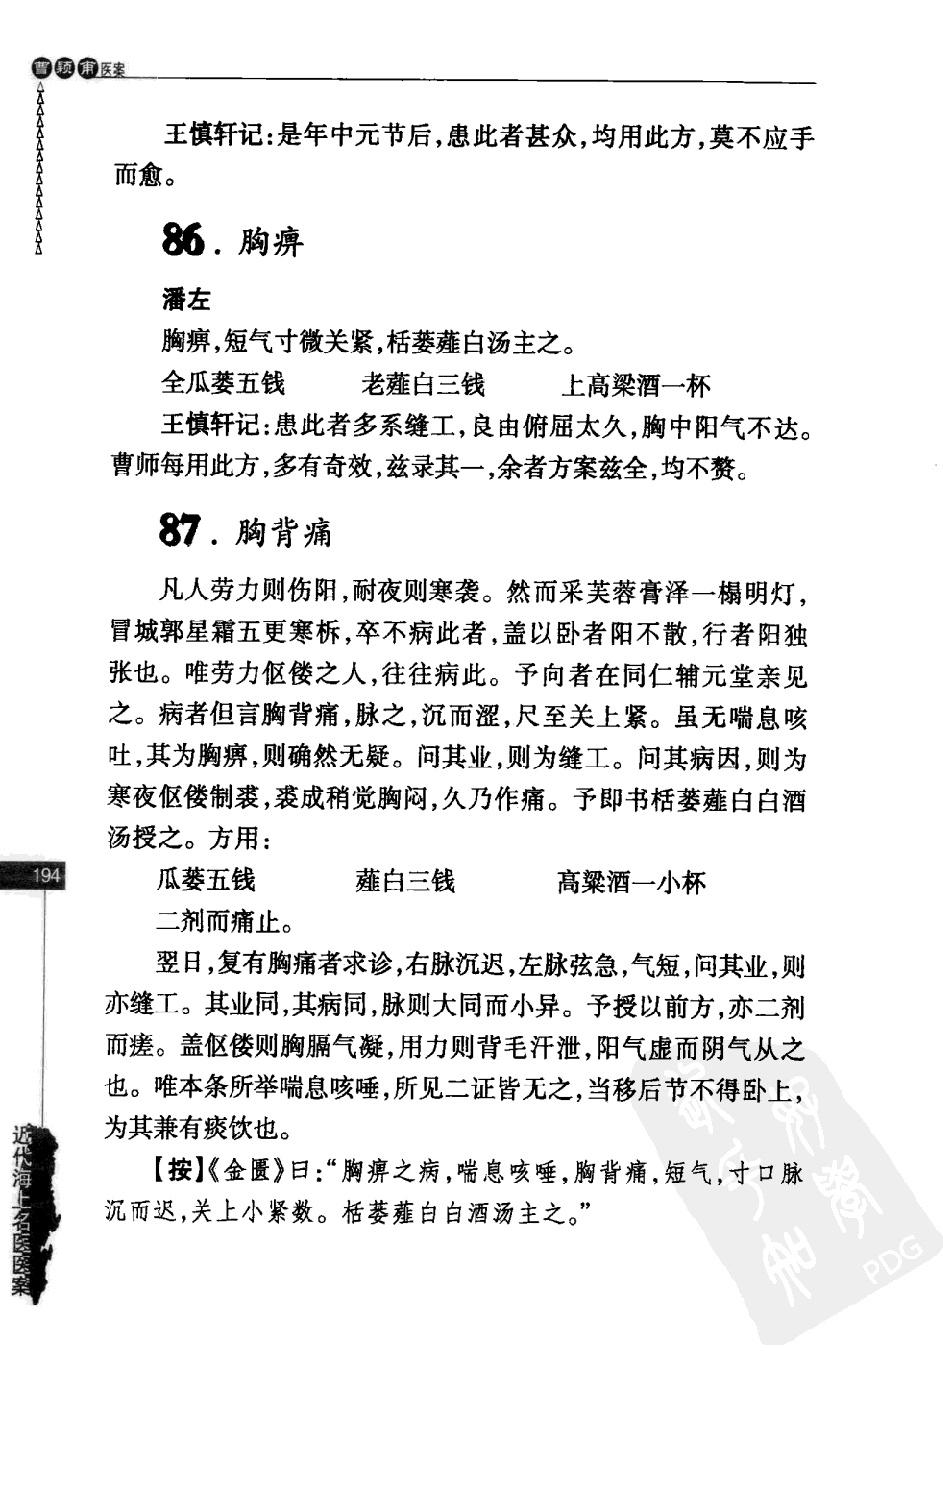 曹颖甫医案
王慎轩记:是年中元节后,患此者甚众,均用此方,莫不应手
而愈。
86．胸痹
潘左
胸痹,短气寸微关紧,栝蒌薤白汤主之。
全瓜蒌五钱 老薤白三钱 上高梁酒一杯
王慎轩记:患此者多系缝工,良由俯屈太久,胸中阳气不达。
曹师每用此方,多有奇效,兹录其一,余者方案兹全,均不赘。
87．胸背痛
凡人劳力则伤阳,耐夜则寒袭。然而采芙蓉膏泽一榻明灯,
冒城郭星霜五更寒柝,卒不病此者,盖以卧者阳不散,行者阳独
张也。唯劳力伛偻之人,往往病此。予向者在同仁辅元堂亲见
之。病者但言胸背痛,脉之,沉而涩,尺至关上紧。虽无喘息咳
吐,其为胸痹,则确然无疑。问其业,则为缝工。问其病因,则为
寒夜伛偻制裘,裘成稍觉胸闷,久乃作痛。予即书栝蒌薤白白酒
汤授之。方用:
瓜蒌五钱 薤白三钱 高粱酒一小杯
二剂而痛止。
翌日,复有胸痛者求诊,右脉沉迟,左脉弦急,气短,问其业,则
亦缝工。其业同,其病同,脉则大同而小异。予授以前方,亦二剂
而瘥。盖伛偻则胸膈气凝,用力则背毛汗泄,阳气虚而阴气从之
也。唯本条所举喘息咳唾,所见二证皆无之,当移后节不得卧上,
为其兼有痰饮也。
【按】《金匮》曰:“胸痹之病,喘息咳唾,胸背痛,短气,寸口脉
沉而迟,关上小紧数。栝蒌薤白白酒汤主之。”
194
近代海上名医医案
PDG